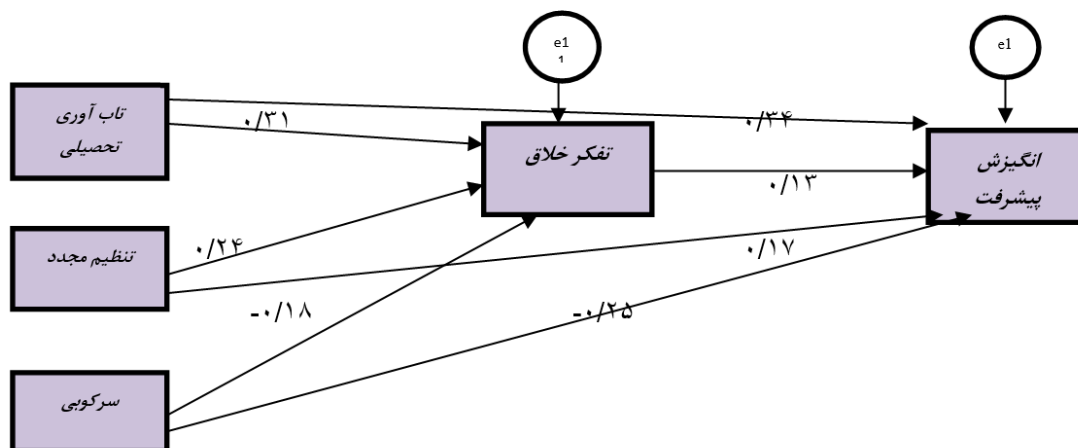 e1
۱
e1
تاب آوری
تحصیلی
۰/۳۱
۰/۳۴
تفکر خلاق
انگیزش
پیشرفت
۰/۱۳
تنظیم مجدد
۰/۲۴
۰/۱۷
-۰/۱۸
-۰/۲۵
سرکوبی